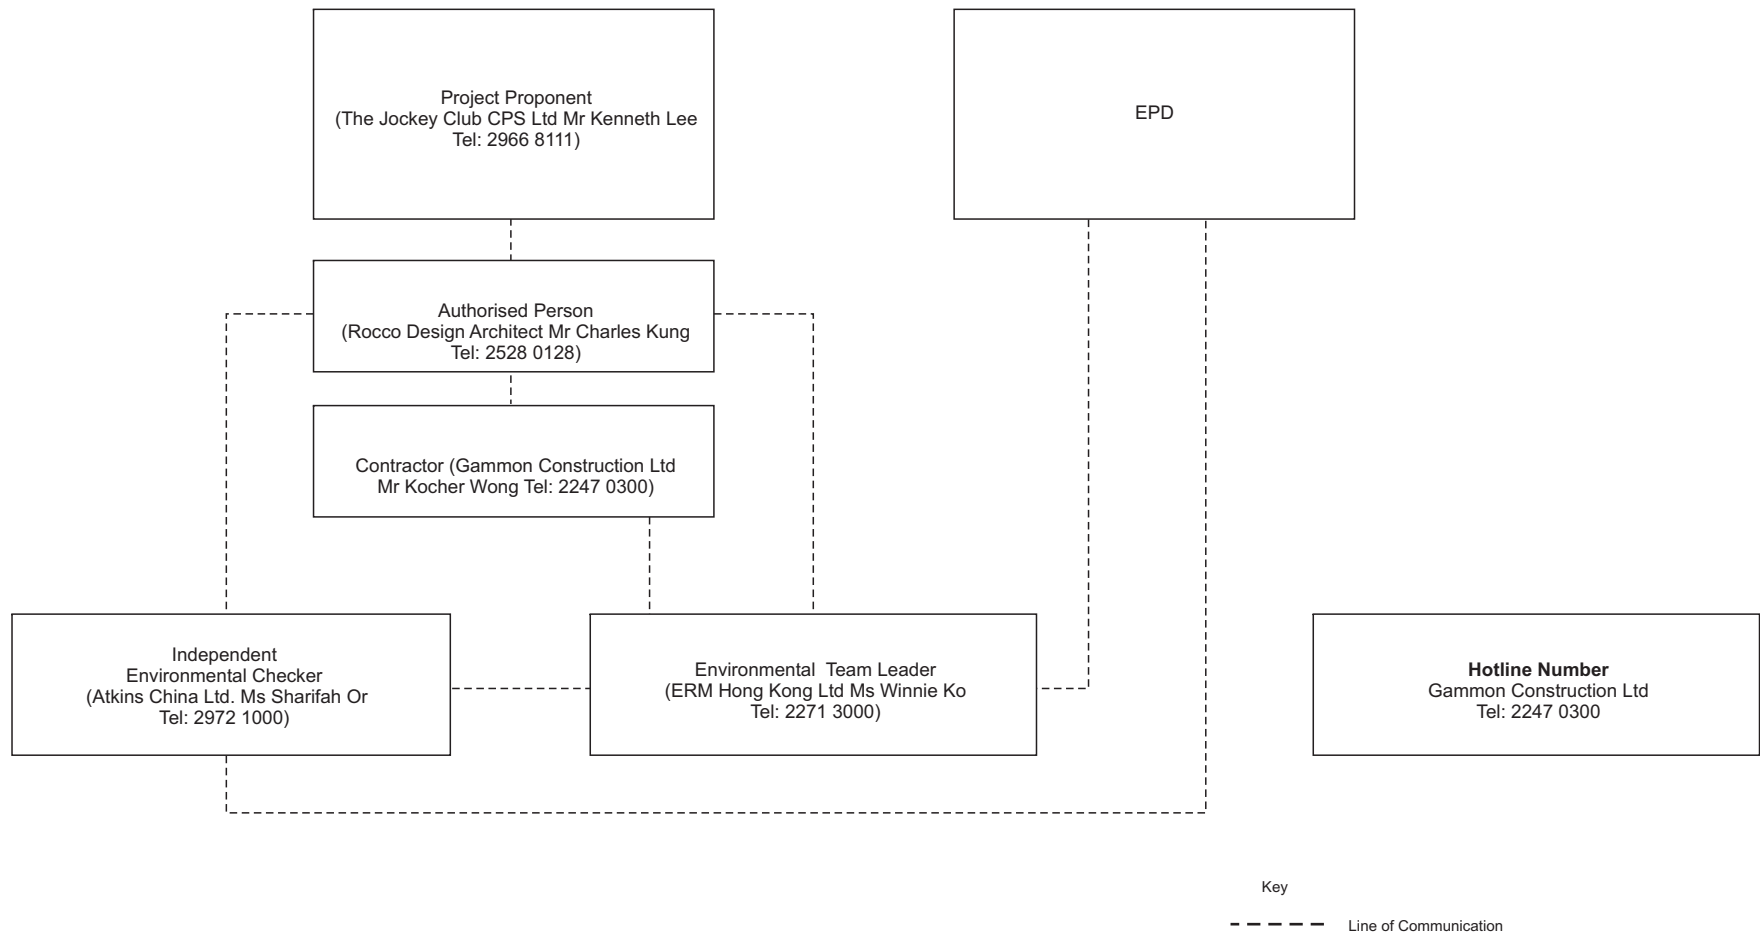 Project Proponent
(The Jockey Club CPS Ltd Mr Kenneth Lee
Tel: 2966 8111)
EPD
Authorised Person
(Rocco Design Architect Mr Charles Kung
Tel: 2528 0128)
Contractor (Gammon Construction Ltd
Mr Kocher Wong Tel: 2247 0300)
Independent
Environmental Checker
(Atkins China Ltd. Ms Sharifah Or
Tel: 2972 1000)
Environmental Team Leader
(ERM Hong Kong Ltd Ms Winnie Ko
Tel: 2271 3000)
Hotline Number
Gammon Construction Ltd
Tel: 2247 0300
Key
Line of Communication